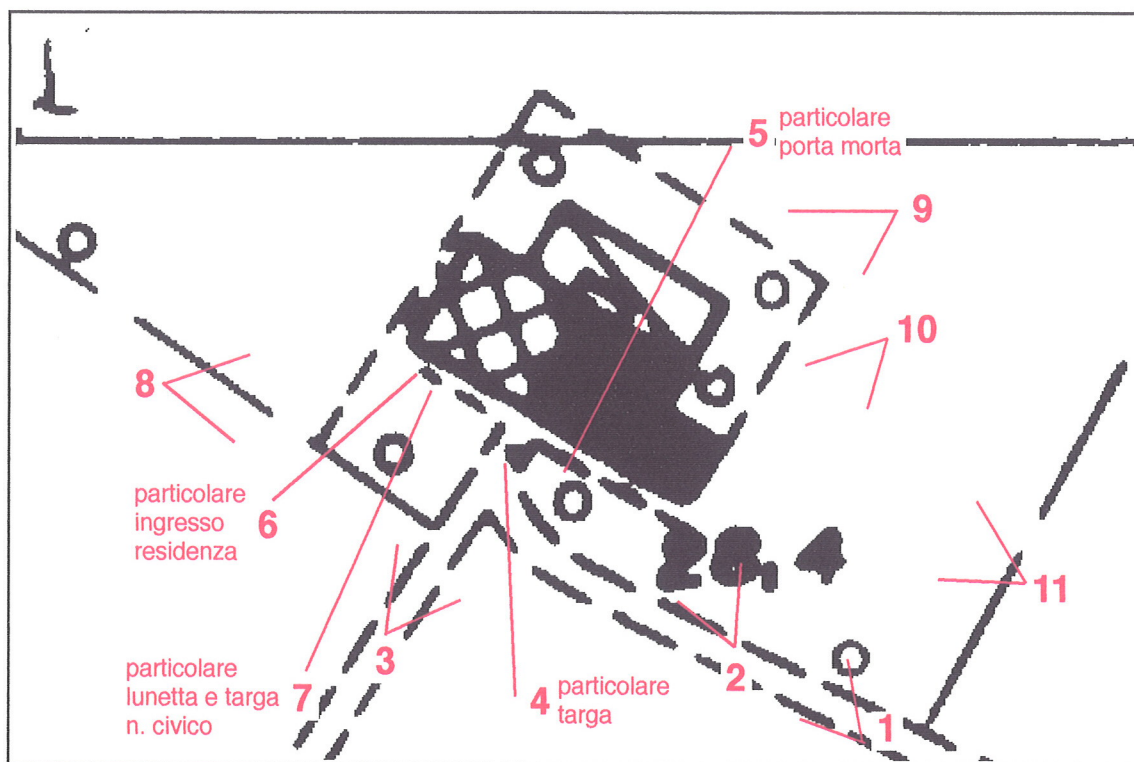 5 particolare
porta morta
9
10
8
particolare
ingresso
residenza
6
28,4
11
3
2
particolare
lunetta e targa
n. civico
7
4 particolare
targa
1